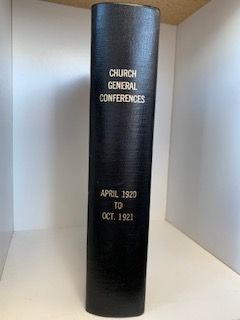 CHURCH
GENERAL
CONFERENCES
APRIL 1920
TO
OCT. 1921